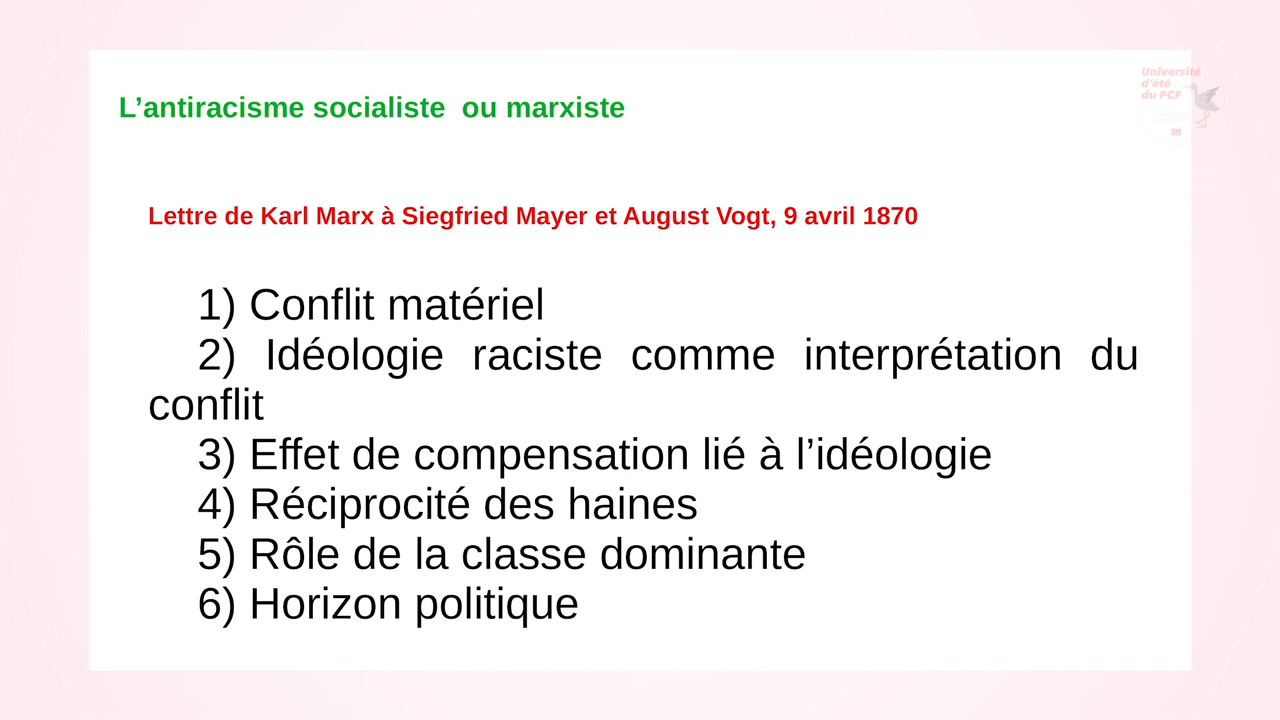 Université
d'été
du PCF
L’antiracisme socialiste  ou marxiste
Lettre de Karl Marx à Siegfried Mayer et August Vogt, 9 avril 1870
1) Conflit matériel
2) Idéologie raciste comme interprétation du
conflit
3) Effet de compensation lié à l’idéologie
4) Réciprocité des haines
5) Rôle de la classe dominante
6) Horizon politique